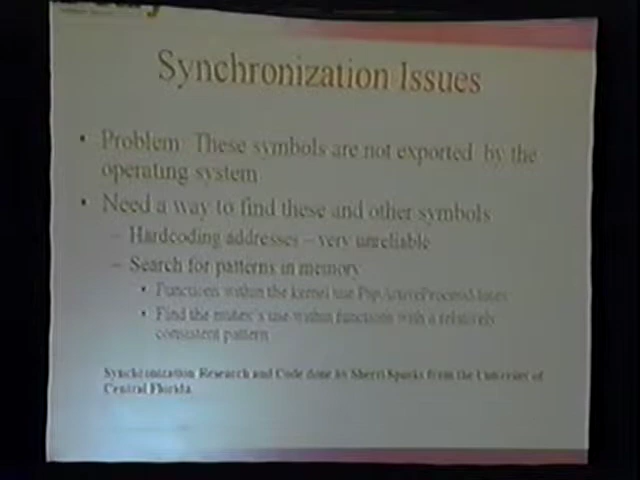 Synchronization Issues
• Problem: These symbols are not exported by the
operating system
• Need a way to find these and other symbols
– Hardcoding addresses – very unreliable
– Search for patterns in memory
• Functions within the kernel use PspActiveProcessMutex
• Find the mutex's use within functions with a relatively
consistent pattern
Synchronization Research and Code done by Sherri Sparks from the University of
Central Florida.